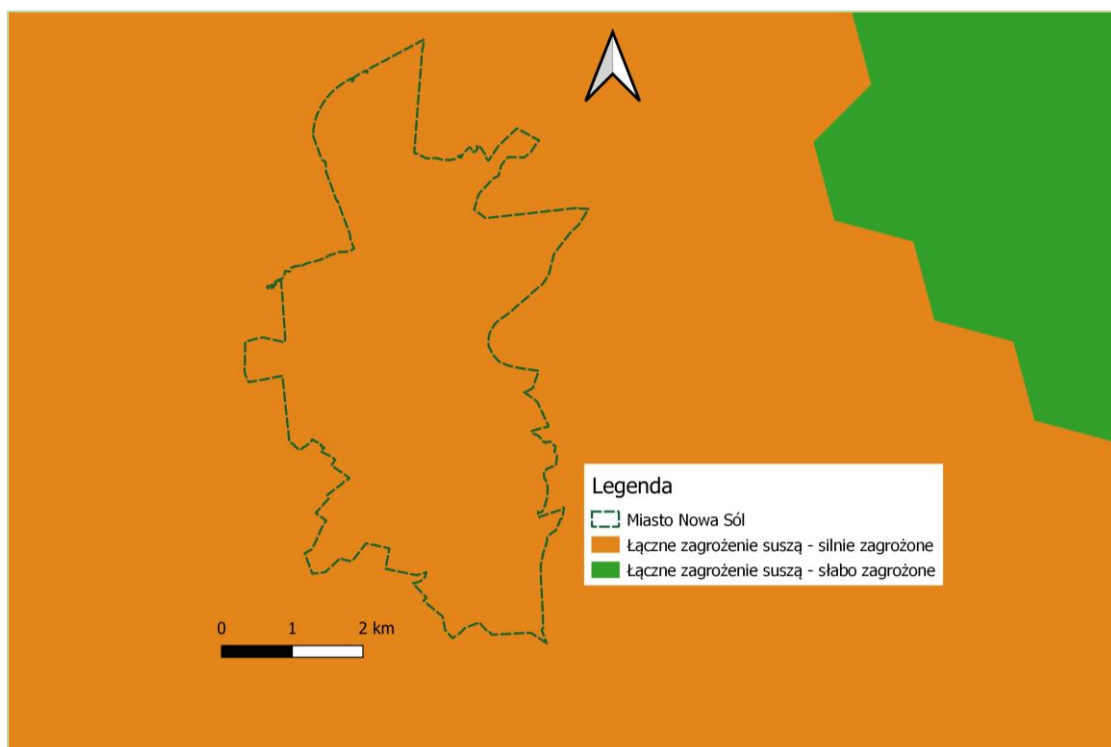 Legenda
Miasto Nowa Sól
Łączne zagrożenie suszą - silnie zagrożone
Łączne zagrożenie suszą - słabo zagrożone
0 1 2 km